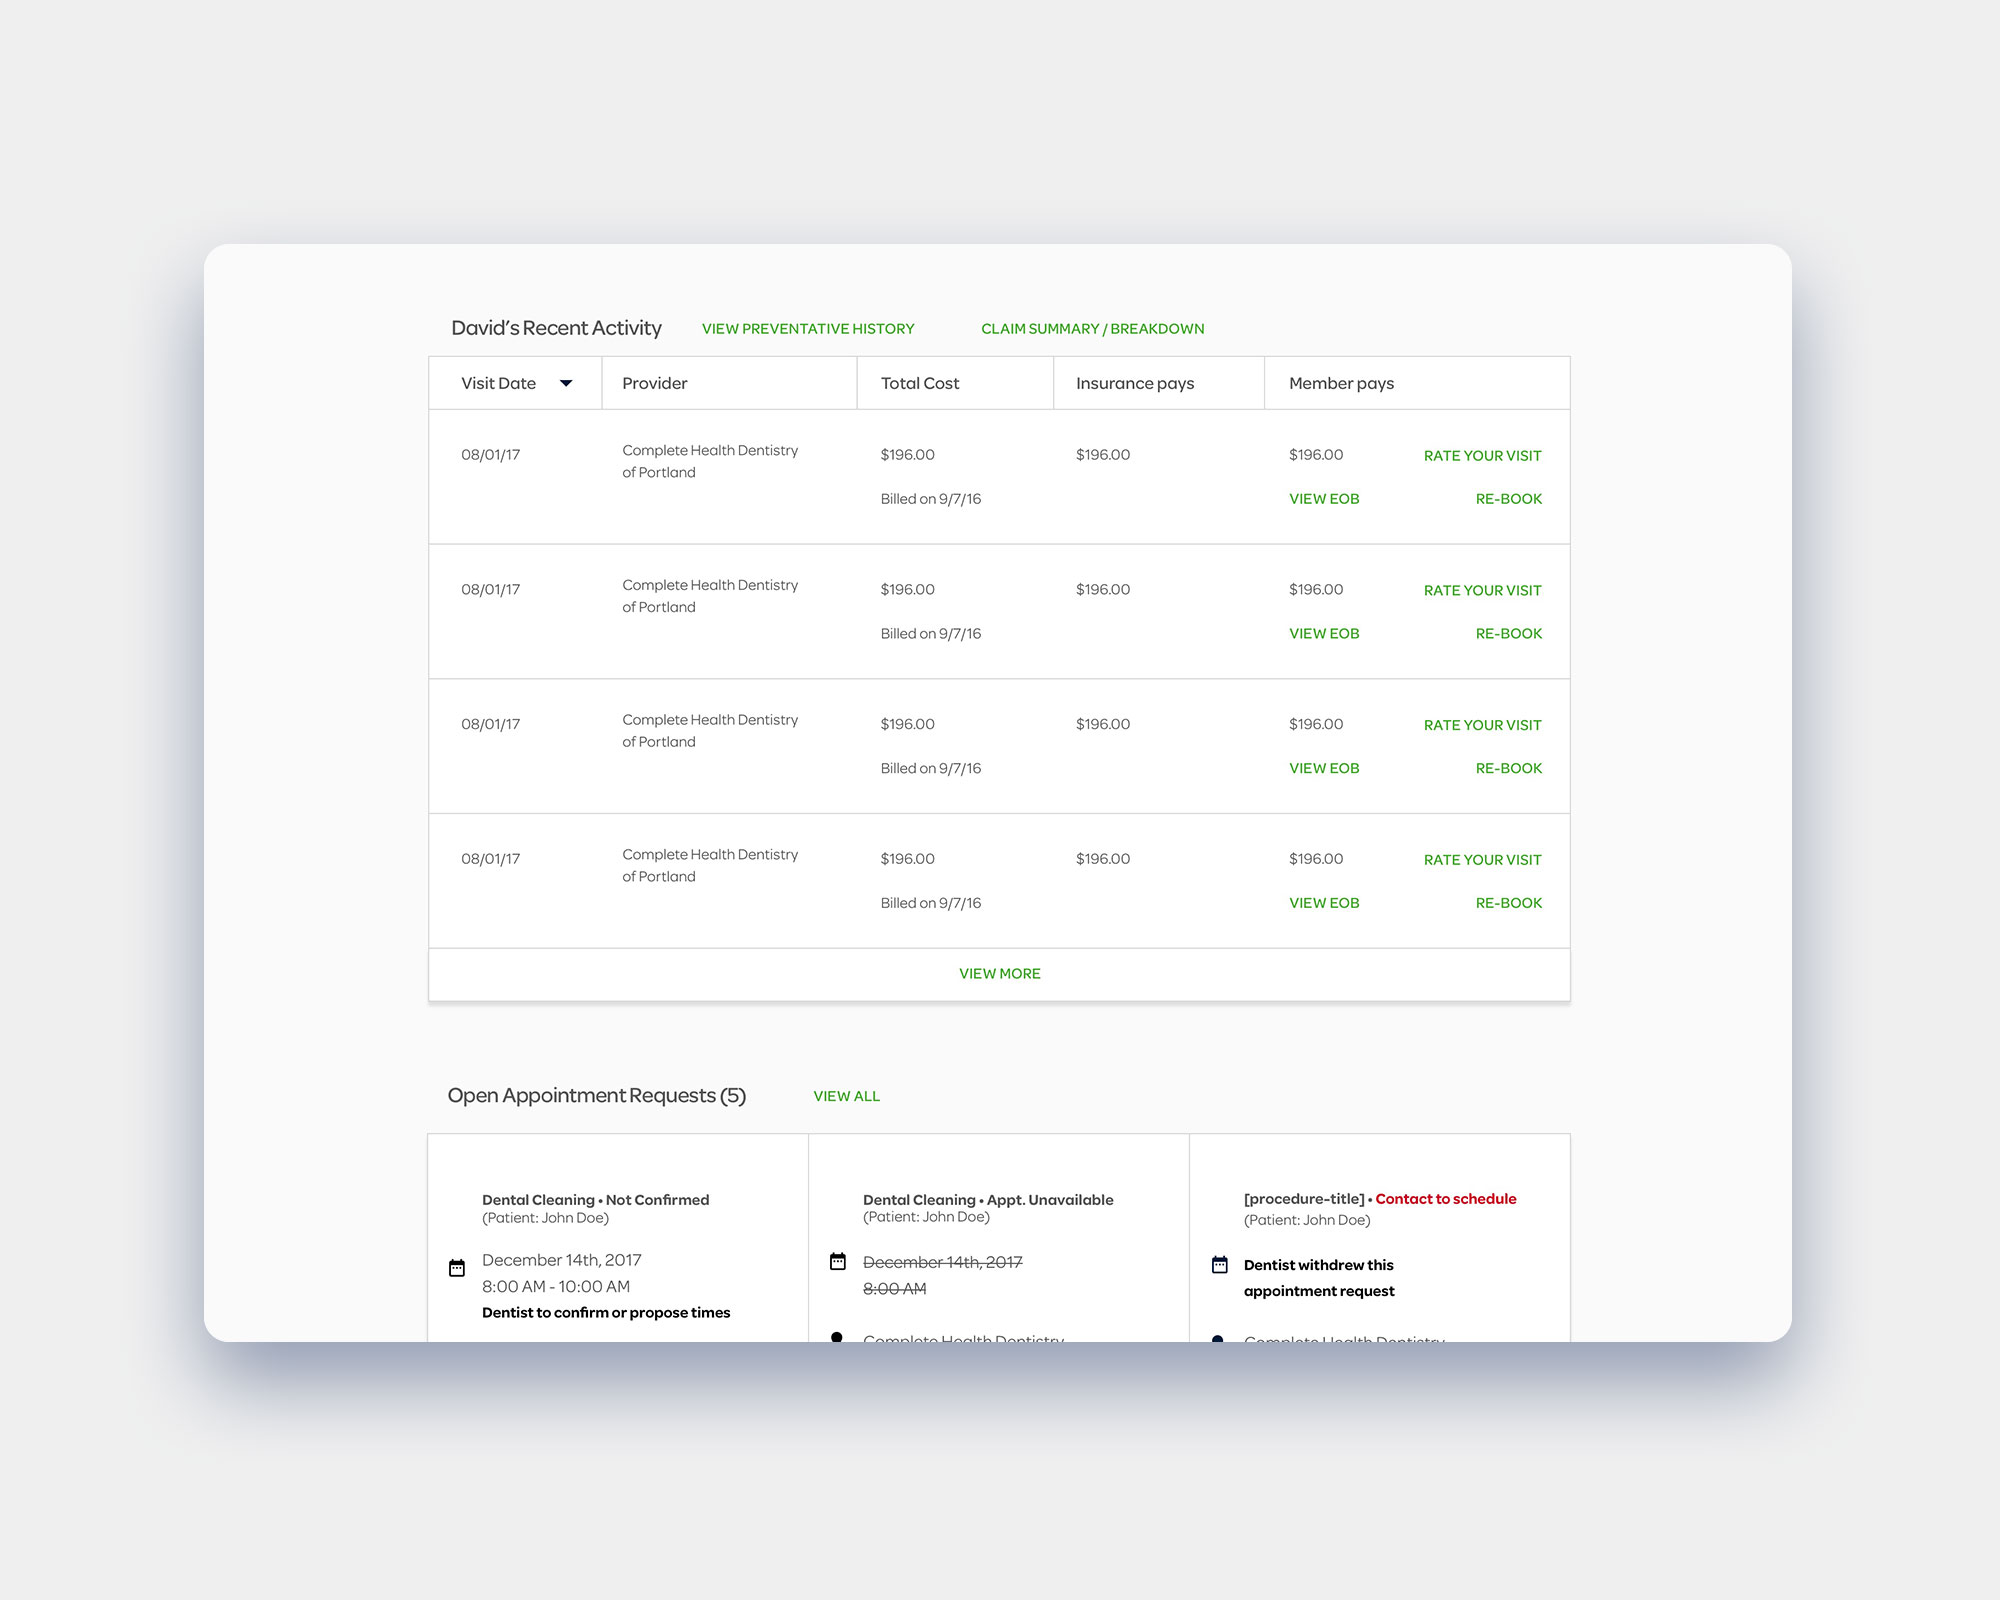 David's Recent Activity VIEW PREVENTATIVE HISTORY CLAIM SUMMARY / BREAKDOWN
Visit Date Provider Total Cost Insurance pays Member pays
08/01/17 Complete Health Dentistry $196.00 $196.00 $196.00 RATE YOUR VISIT
of Portland
Billed on 9/7/16 VIEW EOB RE-BOOK
08/01/17 Complete Health Dentistry $196.00 $196.00 $196.00 RATE YOUR VISIT
of Portland
Billed on 9/7/16 VIEW EOB RE-BOOK
08/01/17 Complete Health Dentistry $196.00 $196.00 $196.00 RATE YOUR VISIT
of Portland
Billed on 9/7/16 VIEW EOB RE-BOOK
08/01/17 Complete Health Dentistry $196.00 $196.00 $196.00 RATE YOUR VISIT
of Portland
Billed on 9/7/16 VIEW EOB RE-BOOK
VIEW MORE
Open Appointment Requests (5) VIEW ALL
Dental Cleaning • Not Confirmed
(Patient: John Doe)
December 14th, 2017
8:00 AM - 10:00 AM
Dentist to confirm or propose times
Dental Cleaning • Appt. Unavailable
(Patient: John Doe)
December 14th, 2017
8:00 AM
Complete Health Dentistry
[procedure-title] • Contact to schedule
(Patient: John Doe)
Dentist withdrew this
appointment request
Complete Health Dentistry